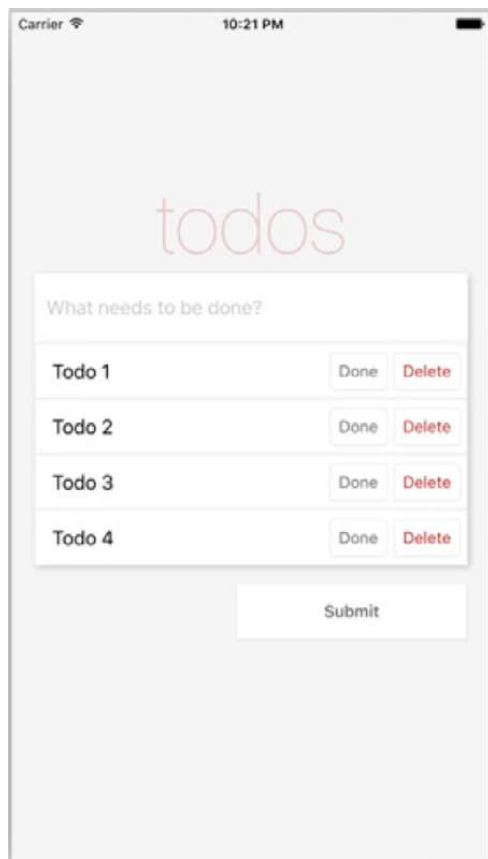 Carrier 10:21 PM
todos
What needs to be done?
Todo 1 Done Delete
Todo 2 Done Delete
Todo 3 Done Delete
Todo 4 Done Delete
Submit